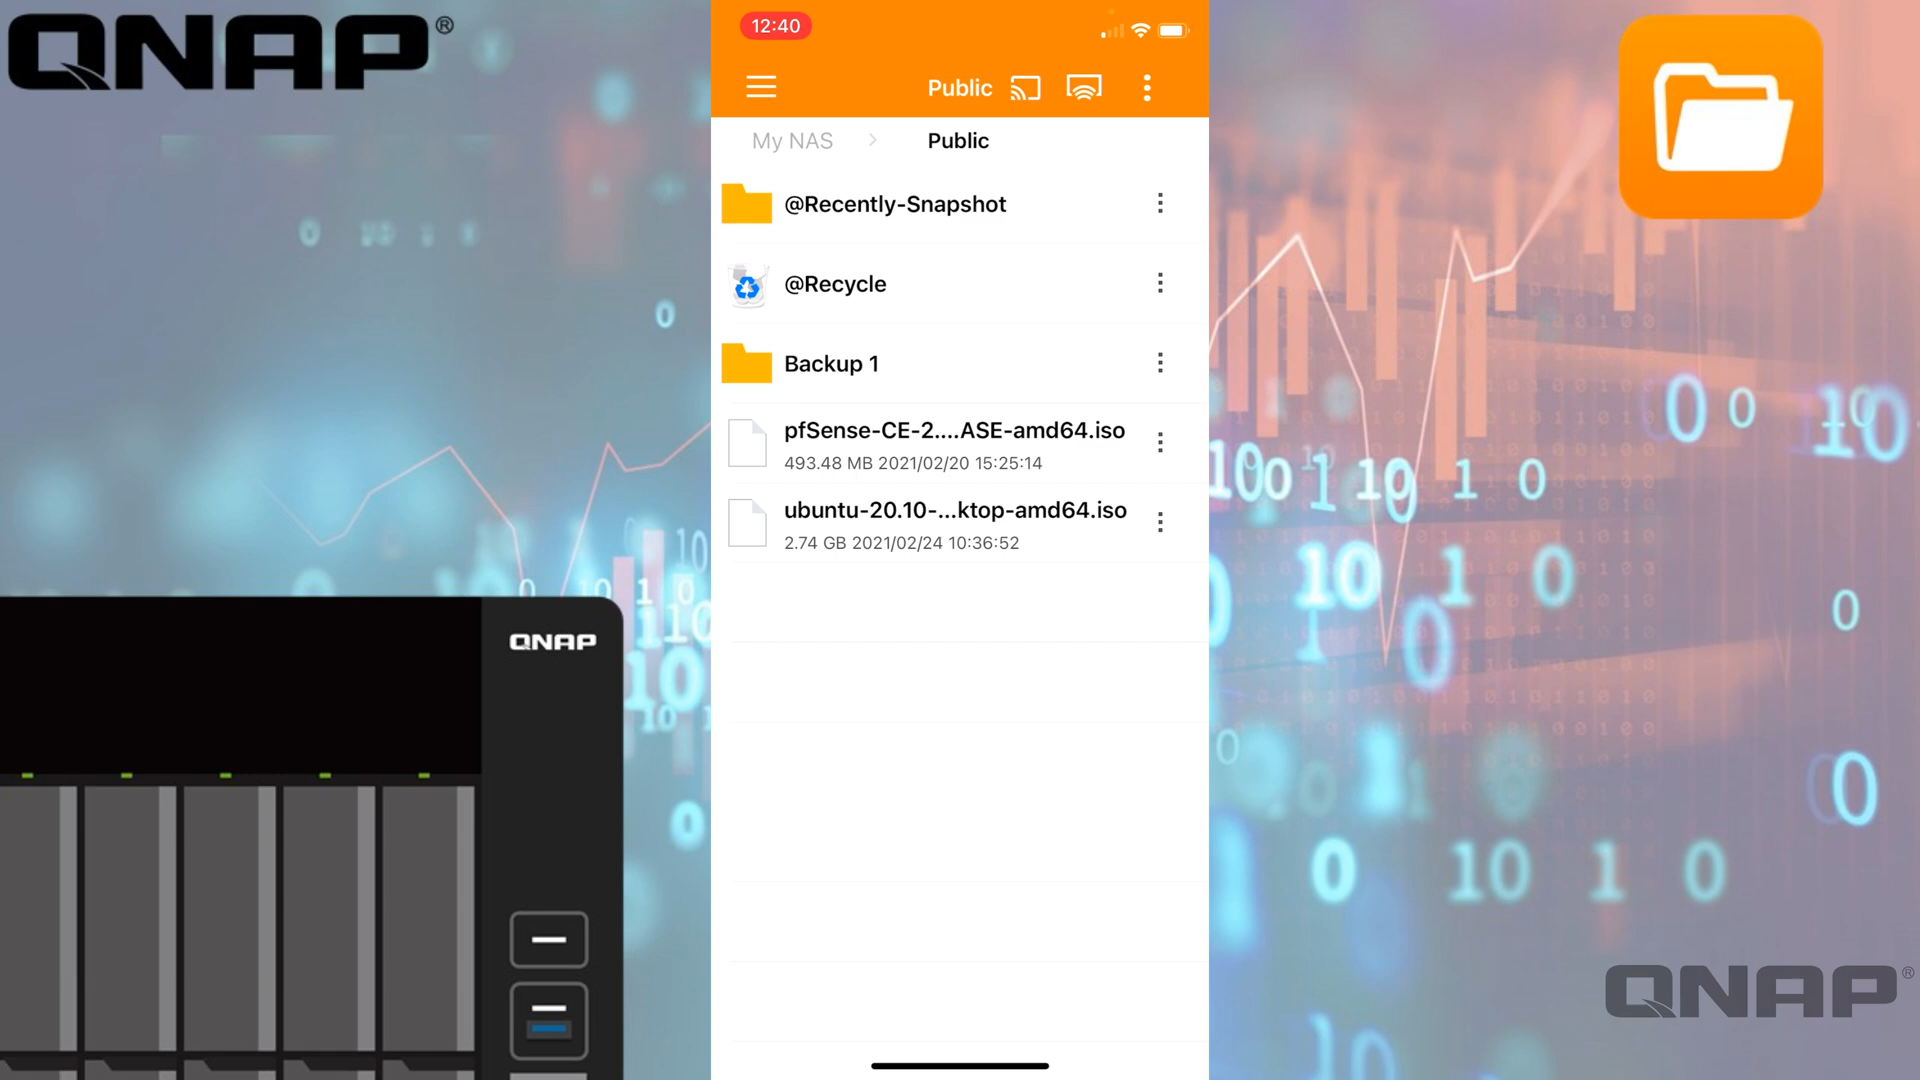 QNAP®
12:40
Public
My NAS > Public
@Recently-Snapshot
@Recycle
Backup 1
pfSense-CE-2....ASE-amd64.iso
493.48 MB 2021/02/20 15:25:14
ubuntu-20.10-...ktop-amd64.iso
2.74 GB 2021/02/24 10:36:52
QNAP
QNAP®